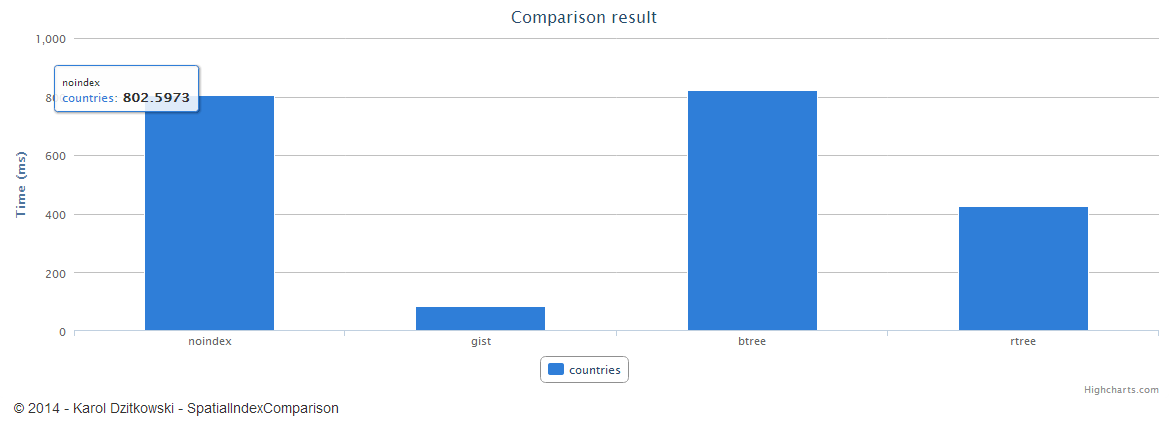 Comparison result
Time (ms)
1,000
800
600
400
200
0
noindex
countries: 802.5973
noindex
gist
btree
rtree
countries
Highcharts.com
© 2014 - Karol Dzitkowski - SpatialIndexComparison